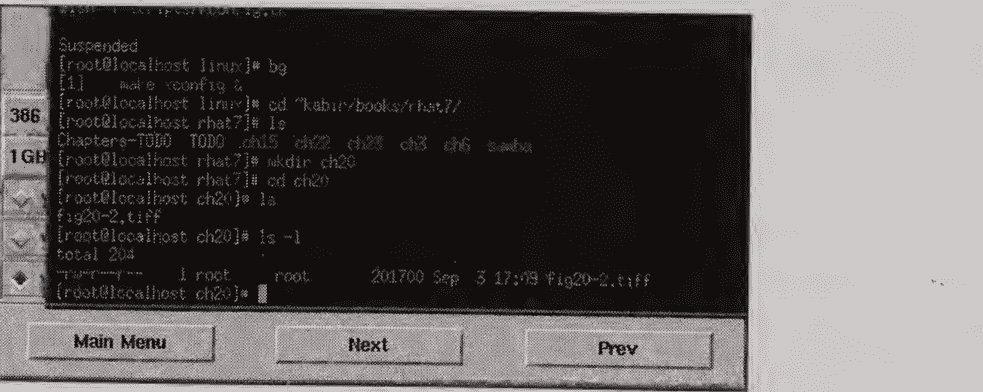 Suspended
[root@localhost linux]# bg
[1] make xconfig &
[root@localhost linux]# cd ~kabir/books/rhat7/
[root@localhost rhat7]# ls
Chapters-TODO TODO ch15 ch22 ch23 ch3 ch6 samba
[root@localhost rhat7]# mkdir ch20
[root@localhost rhat7]# cd ch20
[root@localhost ch20]# ls
fig20-2.tiff
[root@localhost ch20]# ls -l
total 204
-rw-r--r-- 1 root root 201700 Sep 3 17:09 fig20-2.tiff
[root@localhost ch20]#
386
1GB
Main Menu Next Prev